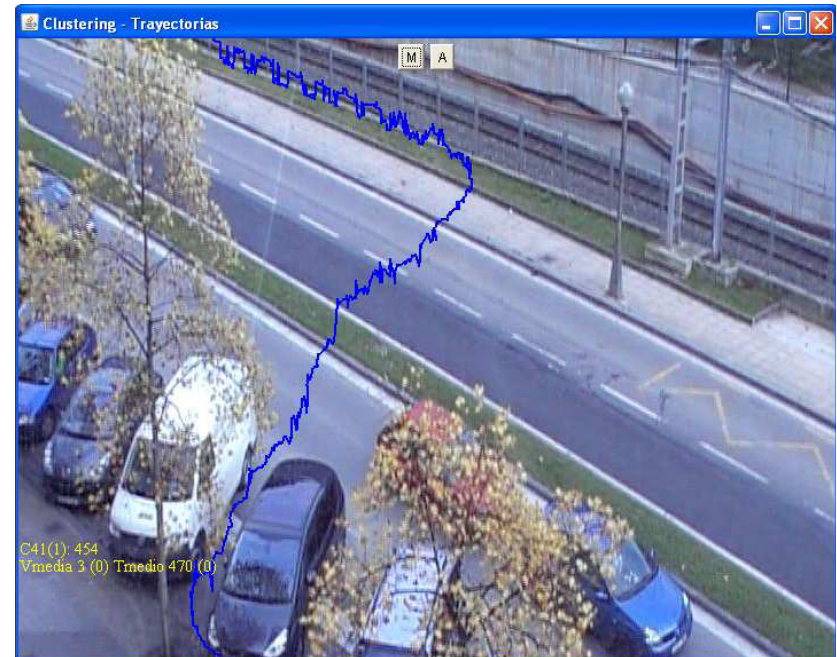 Clustering - Trayectorias
M A
C41(1): 454
Vmedia 3 (0) Tmedio 470 (0)